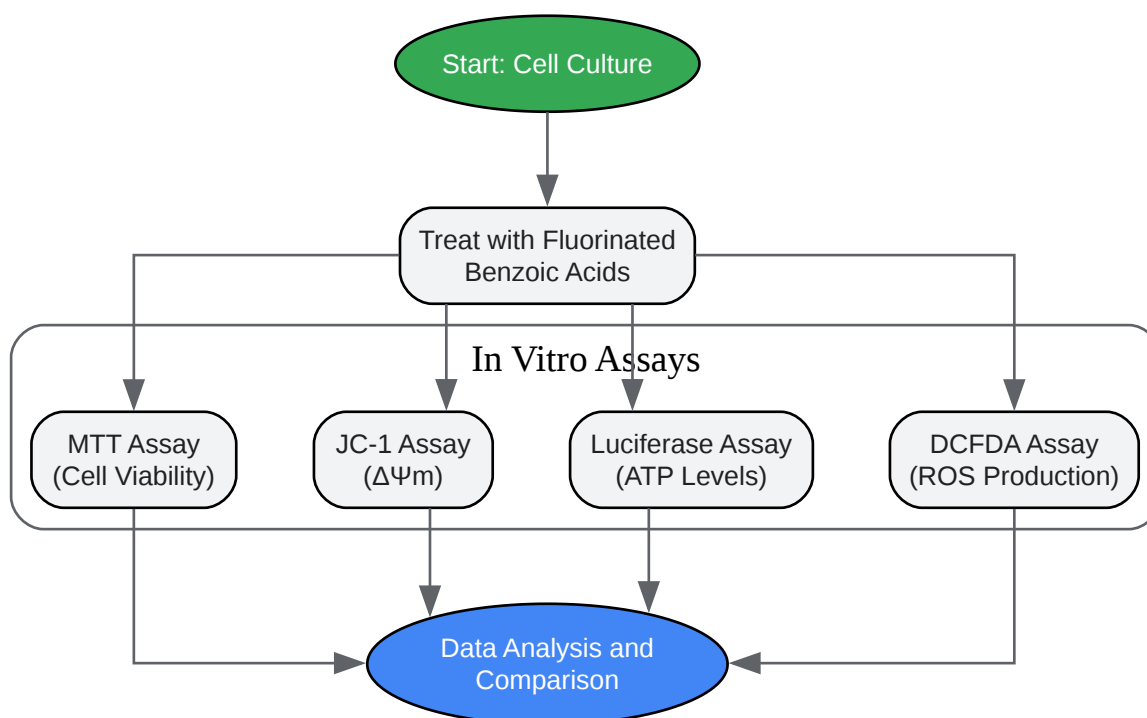 Start: Cell Culture
Treat with Fluorinated
Benzoic Acids
In Vitro Assays
MTT Assay
(Cell Viability)
JC-1 Assay
(ΔΨm)
Luciferase Assay
(ATP Levels)
DCFDA Assay
(ROS Production)
Data Analysis and
Comparison